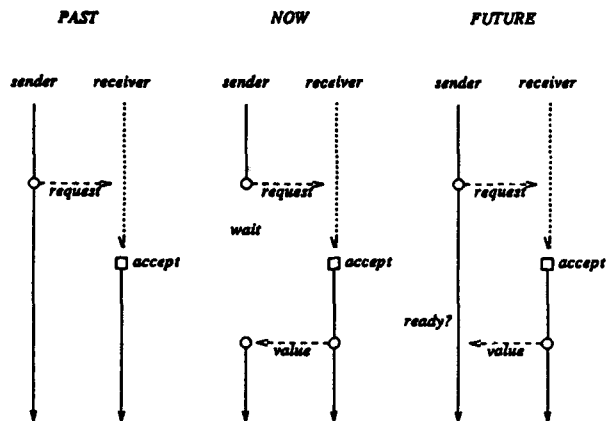 PAST NOW FUTURE
sender receiver sender receiver sender receiver
request request request
wait
accept accept accept
ready?
value value